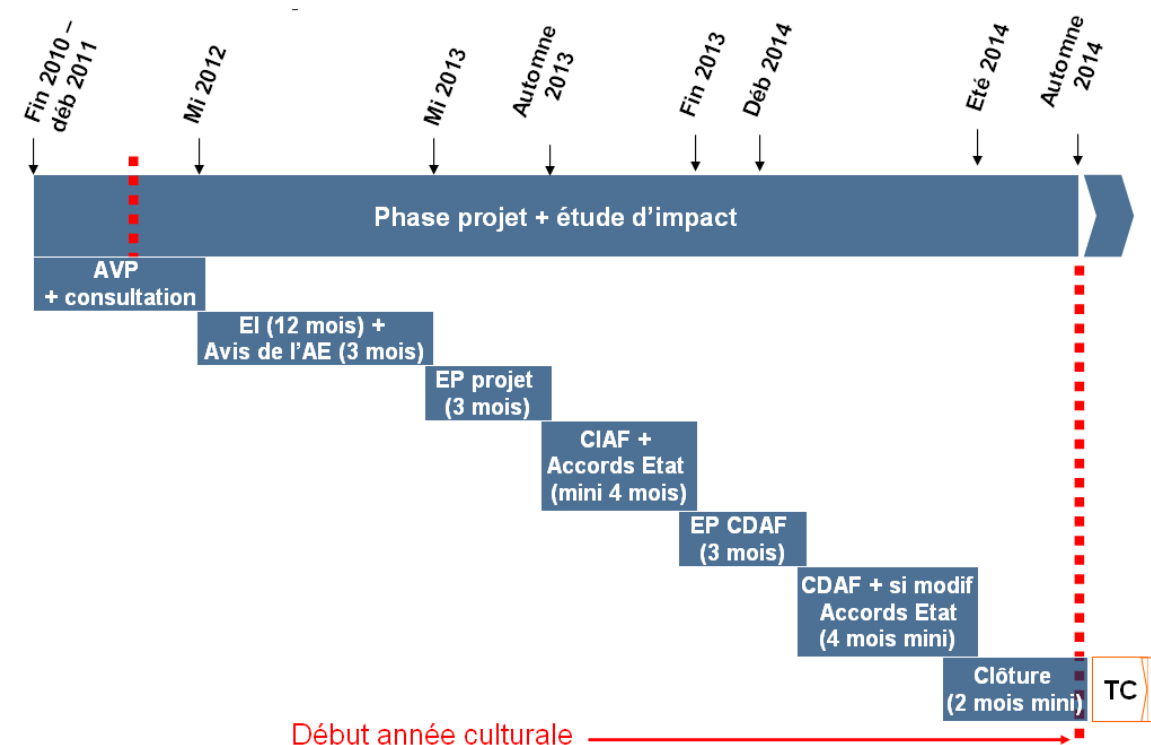 Fin 2010 –
déb 2011
Mi 2012
Mi 2013
Automne
2013
Fin 2013
Déb 2014
Eté 2014
Automne
2014
Phase projet + étude d’impact
AVP
+ consultation
EI (12 mois) +
Avis de l’AE (3 mois)
EP projet
(3 mois)
CIAF +
Accords Etat
(mini 4 mois)
EP CDAF
(3 mois)
CDAF + si modif
Accords Etat
(4 mois mini)
Clôture
(2 mois mini)
TC
Début année culturale